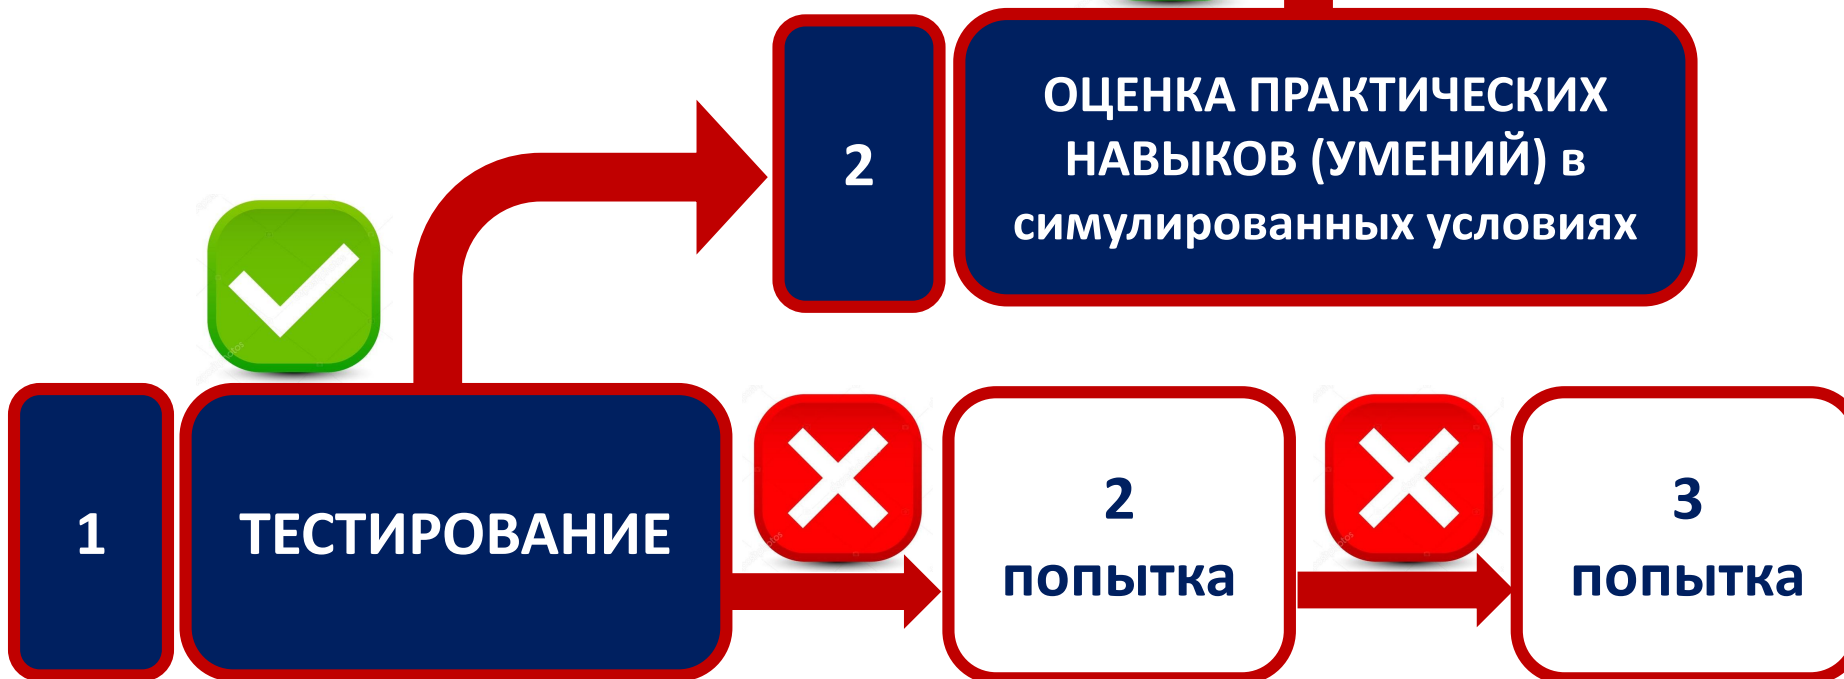 2
ОЦЕНКА ПРАКТИЧЕСКИХ
НАВЫКОВ (УМЕНИЙ) в
симулированных условиях
1
ТЕСТИРОВАНИЕ
2
попытка
3
попытка